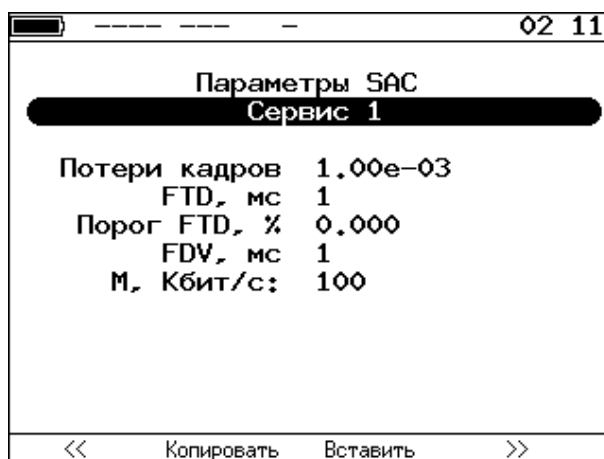 ---- --- - 02 11
Параметры SAC
Сервис 1
Потери кадров 1.00e-03
FTD, мс 1
Порог FTD, % 0.000
FDV, мс 1
M, Кбит/с: 100
<< Копировать Вставить >>